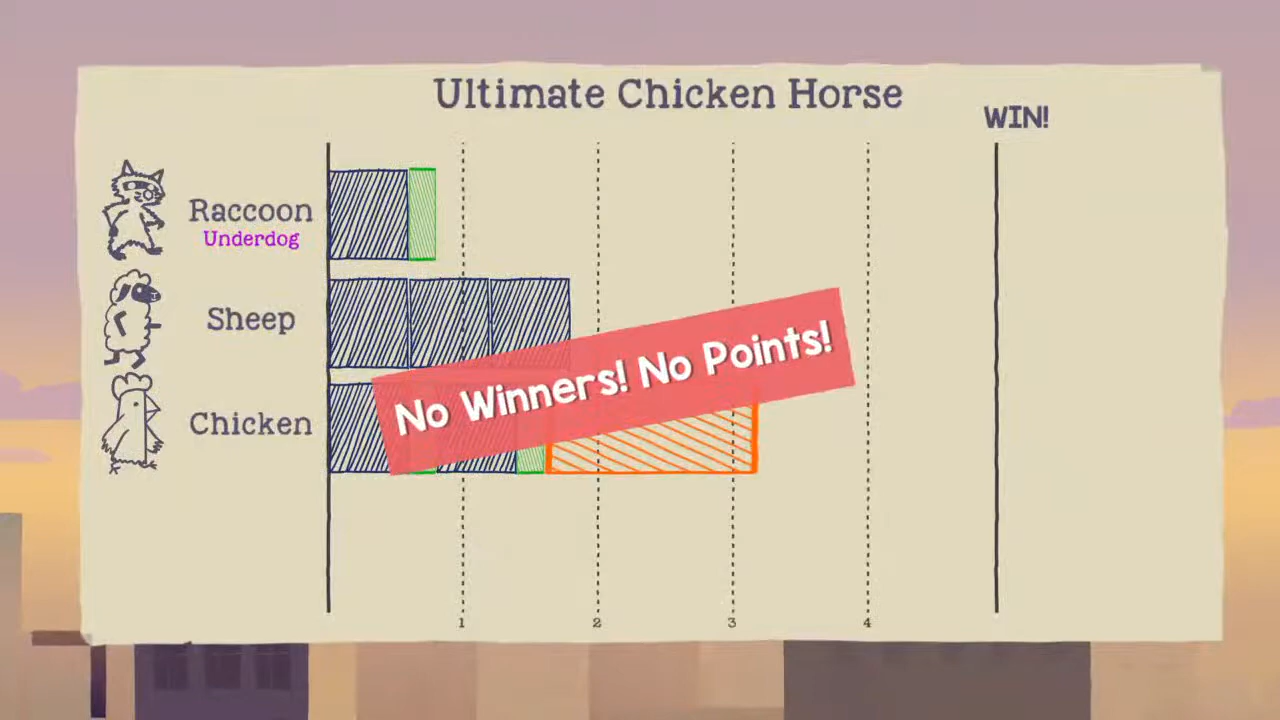 Ultimate Chicken Horse
WIN!
Raccoon
Underdog
Sheep
No Winners! No Points!
Chicken
1 2 3 4